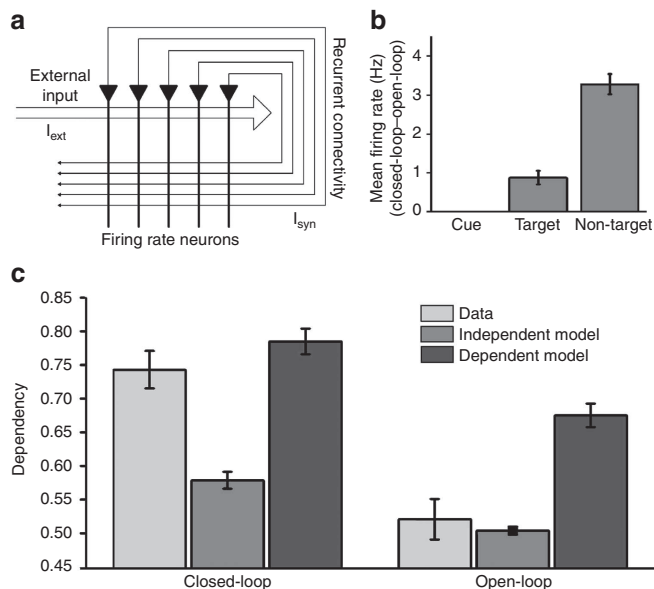 a
External
input
I_ext
Recurrent connectivity
I_syn
Firing rate neurons
b
Mean firing rate (Hz)
(closed-loop–open-loop)
4
3
2
1
0
Cue Target Non-target
c
Dependency
0.85
0.80
0.75
0.70
0.65
0.60
0.55
0.50
0.45
Data
Independent model
Dependent model
Closed-loop Open-loop